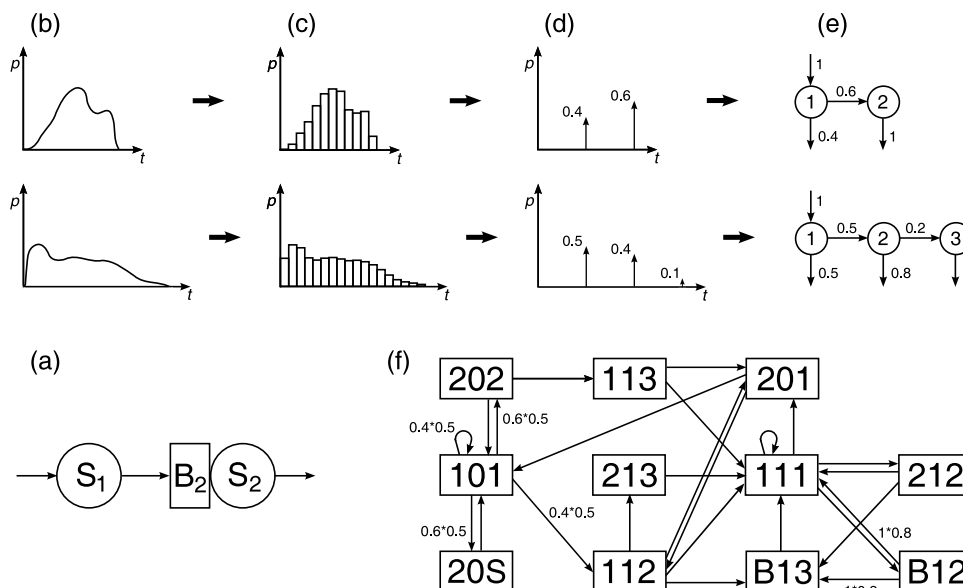 (b) (c) (d) (e)
p t
p t
0.4 0.6 t
1
1 0.6 2
0.4 1
p t
p t
0.5 0.4 0.1 t
1
1 0.5 2 0.2 3
0.5 0.8
(a)
S1 B2 S2
(f)
202 113 201
0.4*0.5 0.6*0.5
101 213 111 212
0.6*0.5 0.4*0.5 1*0.8
20S 112 B13 B12